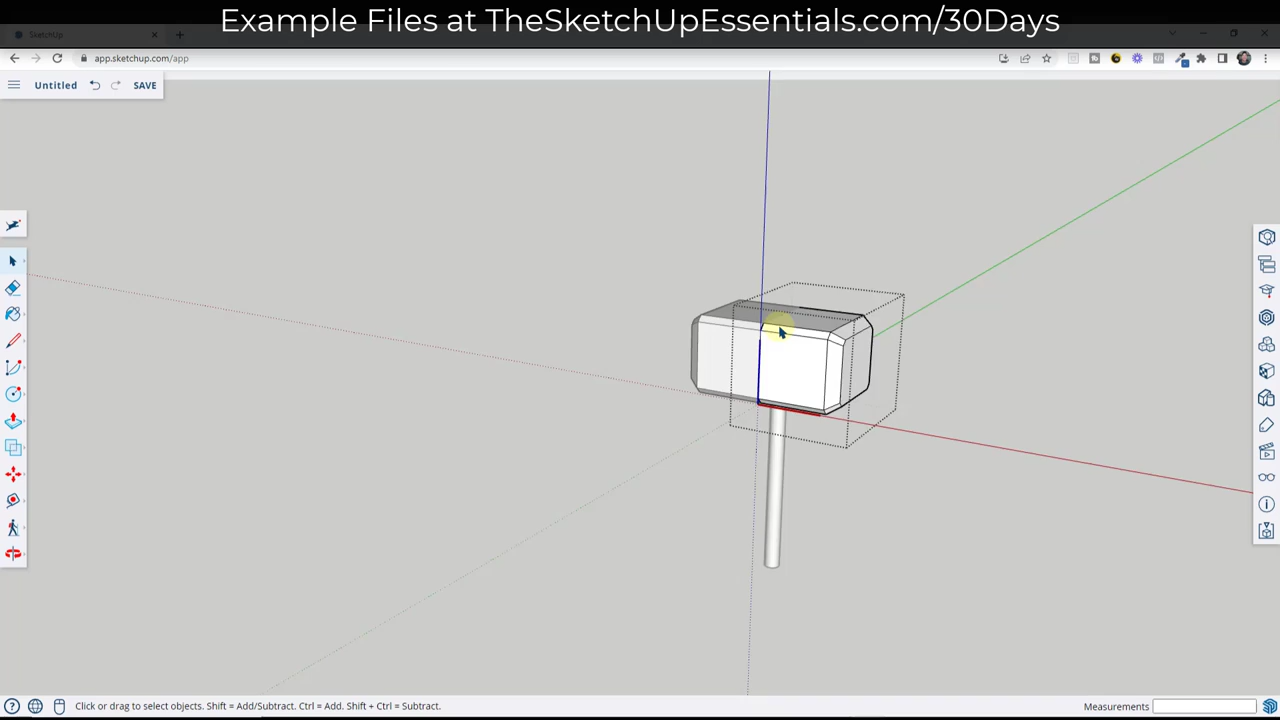 Example Files at TheSketchUpEssentials.com/30Days
SketchUp
app.sketchup.com/app
Untitled
SAVE
Click or drag to select objects. Shift = Add/Subtract. Ctrl = Add. Shift + Ctrl = Subtract.
Measurements